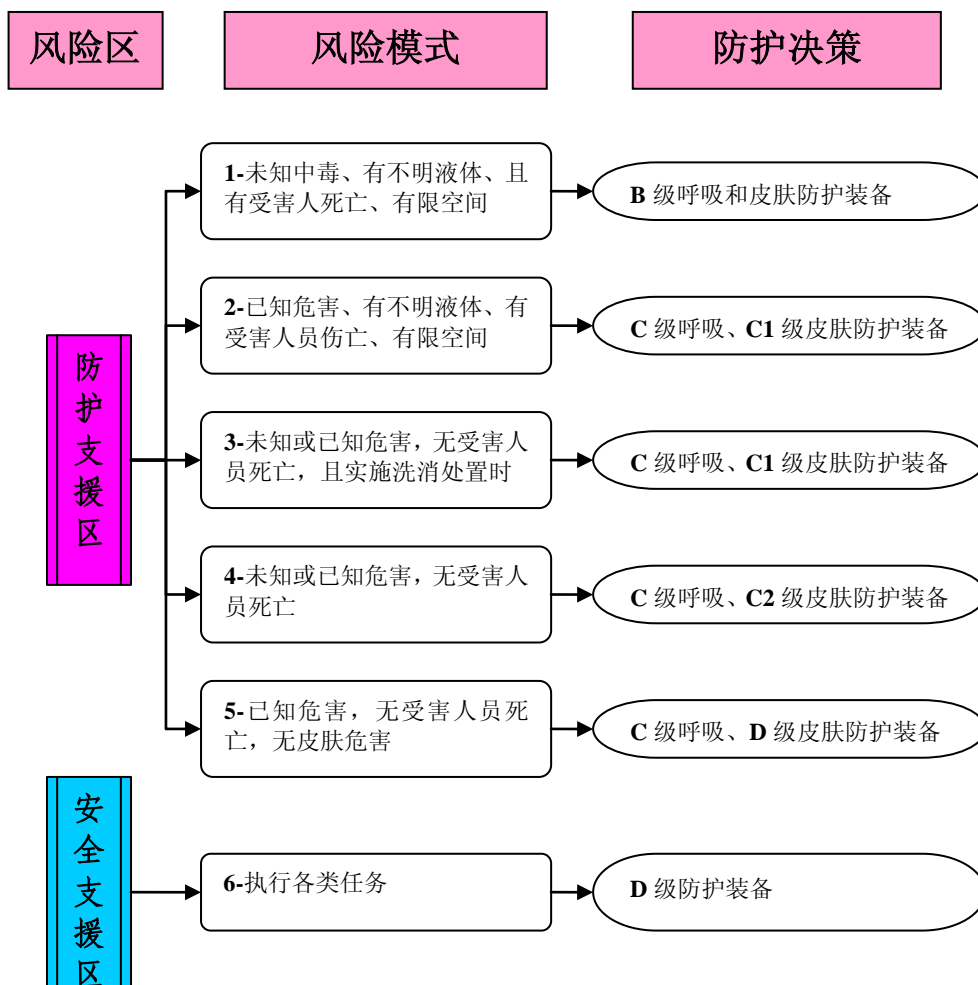 风险区
风险模式
防护决策
防护支援区
1-未知中毒、有不明液体、且
有受害人死亡、有限空间
B 级呼吸和皮肤防护装备
2-已知危害、有不明液体、有
受害人员伤亡、有限空间
C 级呼吸、C1 级皮肤防护装备
3-未知或已知危害，无受害人
员死亡，且实施洗消处置时
C 级呼吸、C1 级皮肤防护装备
4-未知或已知危害，无受害人
员死亡
C 级呼吸、C2 级皮肤防护装备
5-已知危害，无受害人员死
亡，无皮肤危害
C 级呼吸、D 级皮肤防护装备
安全支援区
6-执行各类任务
D 级防护装备